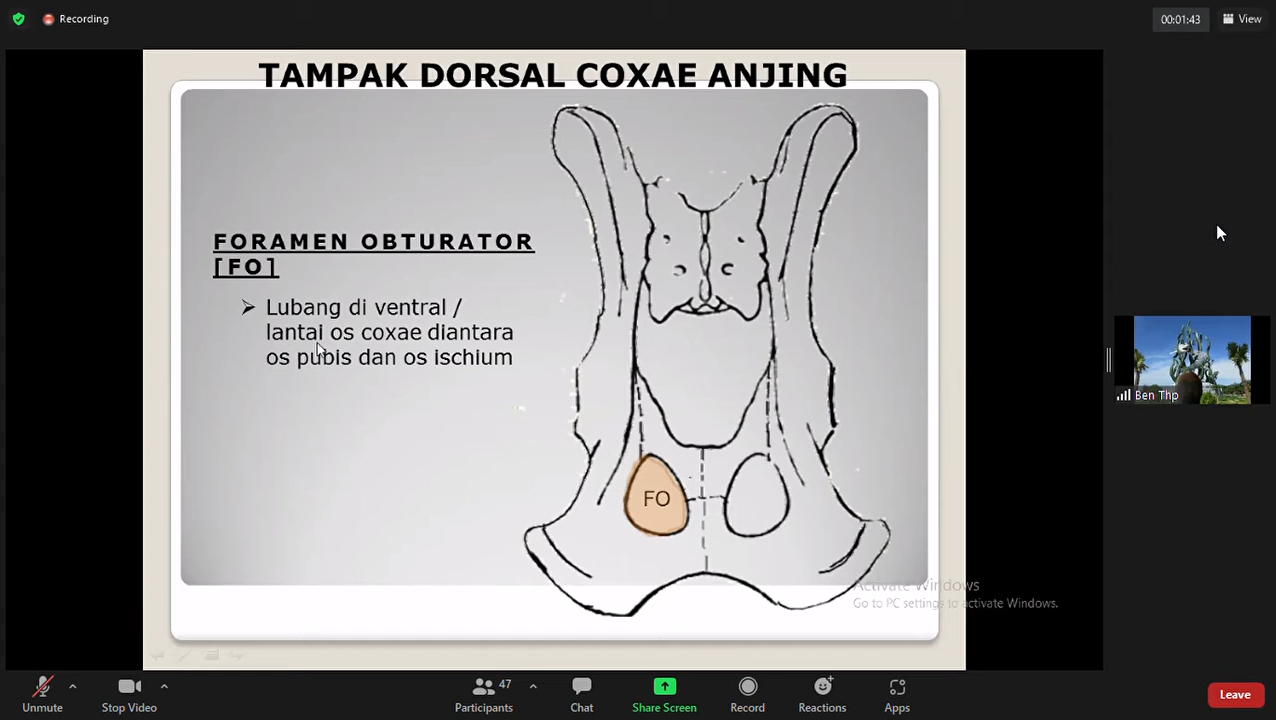 Recording
00:01:43
View
TAMPAK DORSAL COXAE ANJING
FORAMEN OBTURATOR
[FO]
Lubang di ventral /
lantai os coxae diantara
os pubis dan os ischium
FO
Ben Thp
Activate Windows
Go to PC settings to activate Windows.
Unmute
Stop Video
47
Participants
Chat
Share Screen
Record
Reactions
Apps
Leave